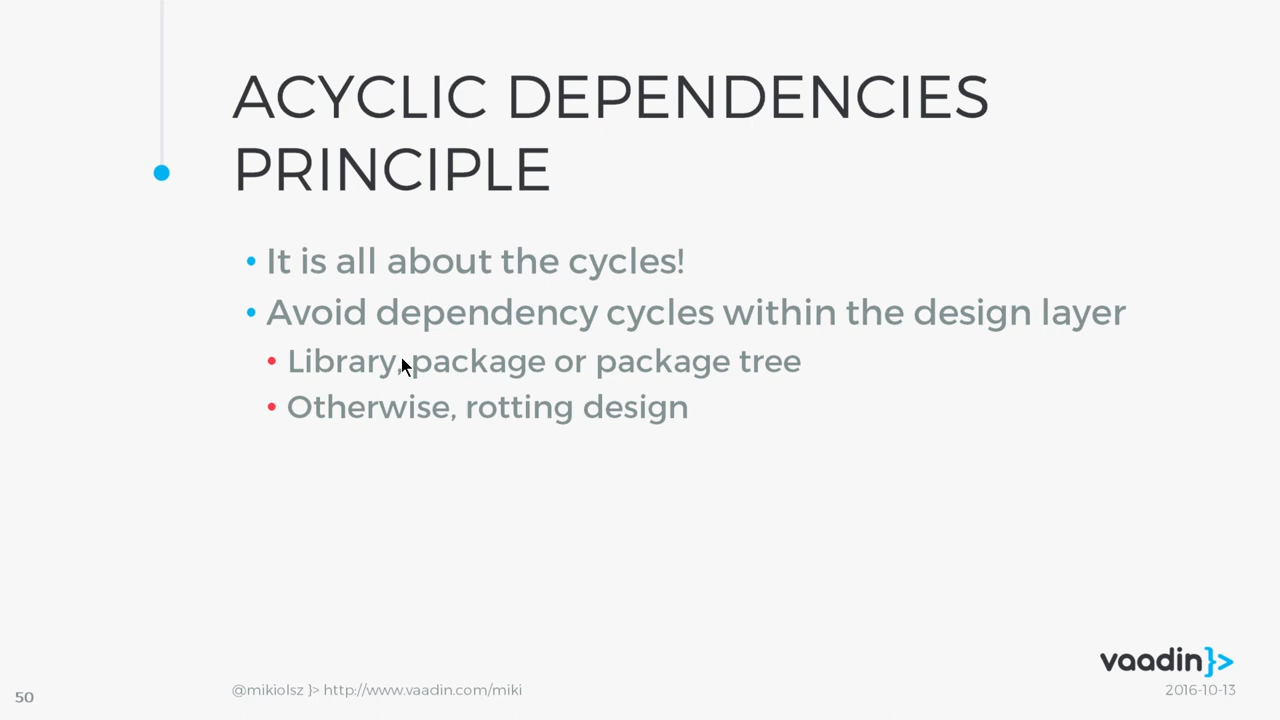 ACYCLIC DEPENDENCIES
PRINCIPLE
• It is all about the cycles!
• Avoid dependency cycles within the design layer
• Library, package or package tree
• Otherwise, rotting design
vaadin}>
50
@mikiolsz }> http://www.vaadin.com/miki
2016-10-13